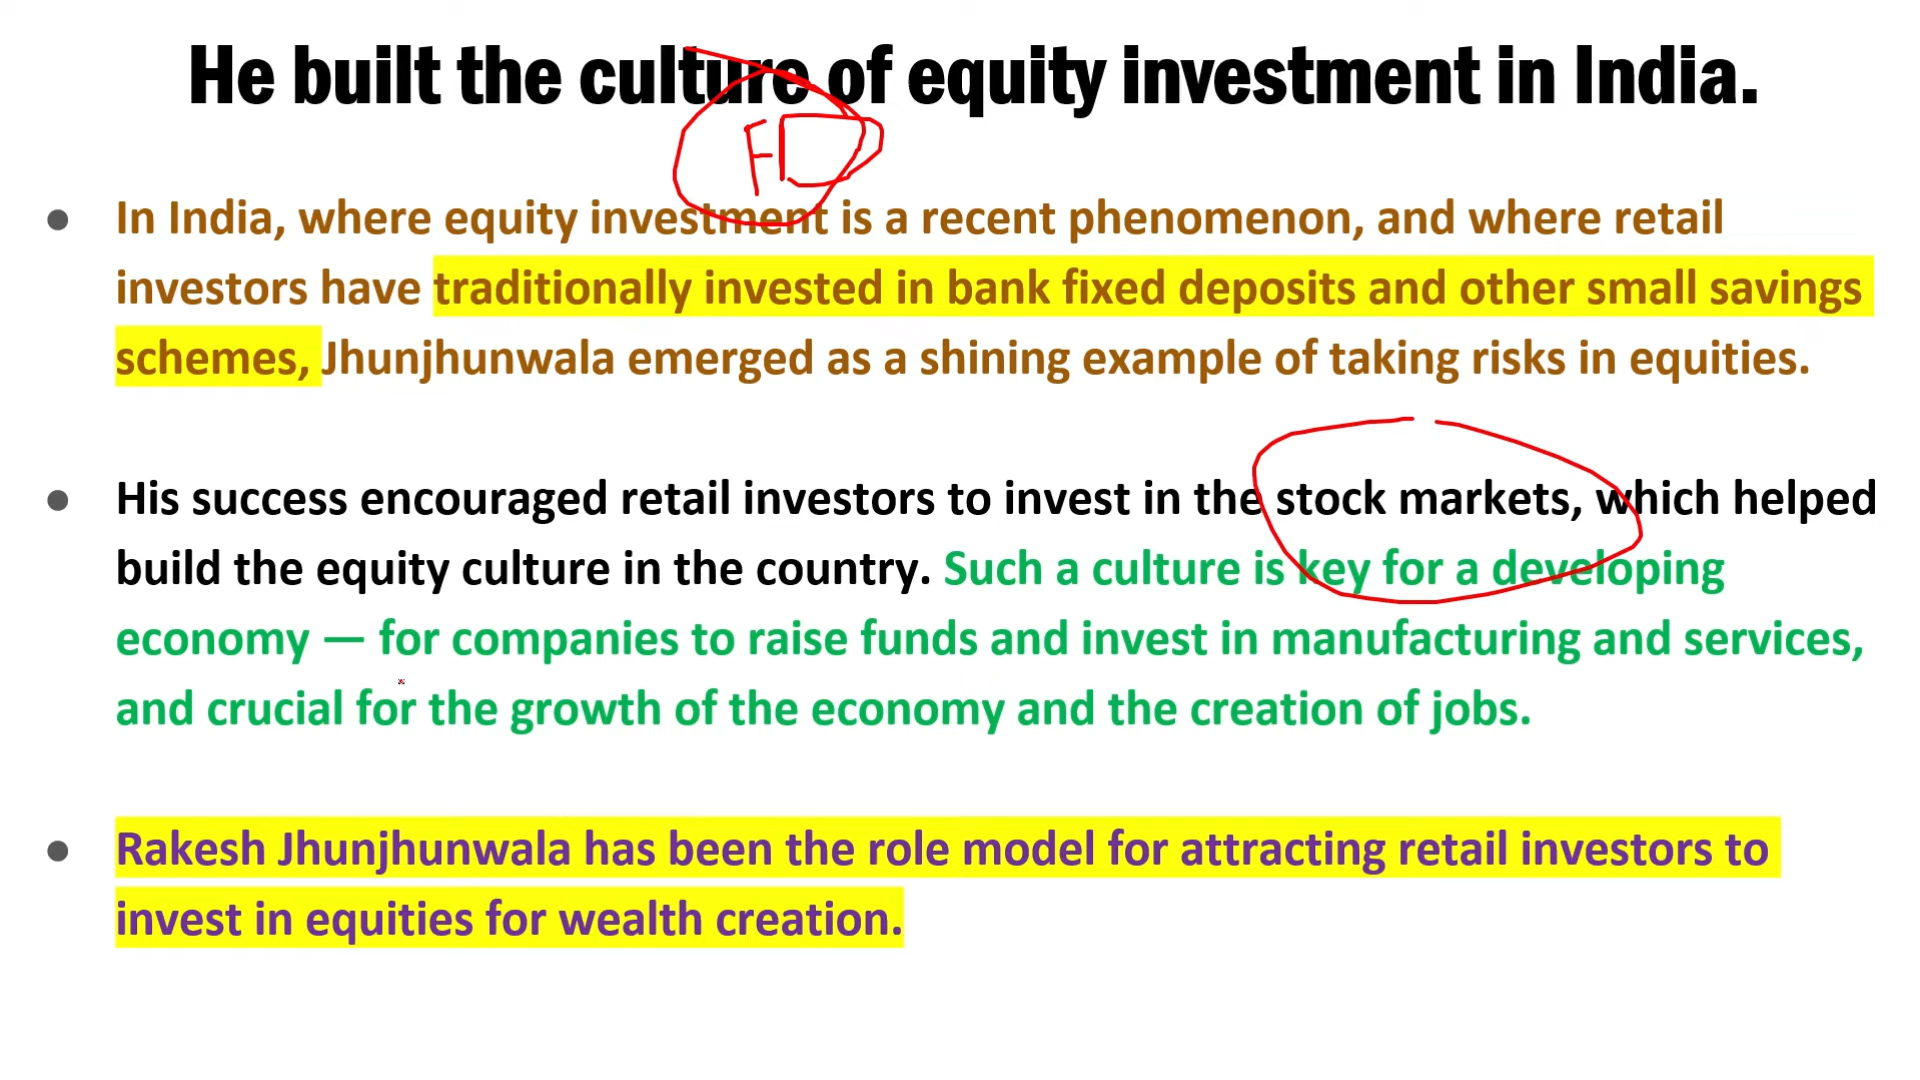 He built the culture of equity investment in India.
FD
● In India, where equity investment is a recent phenomenon, and where retail
investors have traditionally invested in bank fixed deposits and other small savings
schemes, Jhunjhunwala emerged as a shining example of taking risks in equities.
● His success encouraged retail investors to invest in the stock markets, which helped
build the equity culture in the country. Such a culture is key for a developing
economy — for companies to raise funds and invest in manufacturing and services,
and crucial for the growth of the economy and the creation of jobs.
● Rakesh Jhunjhunwala has been the role model for attracting retail investors to
invest in equities for wealth creation.